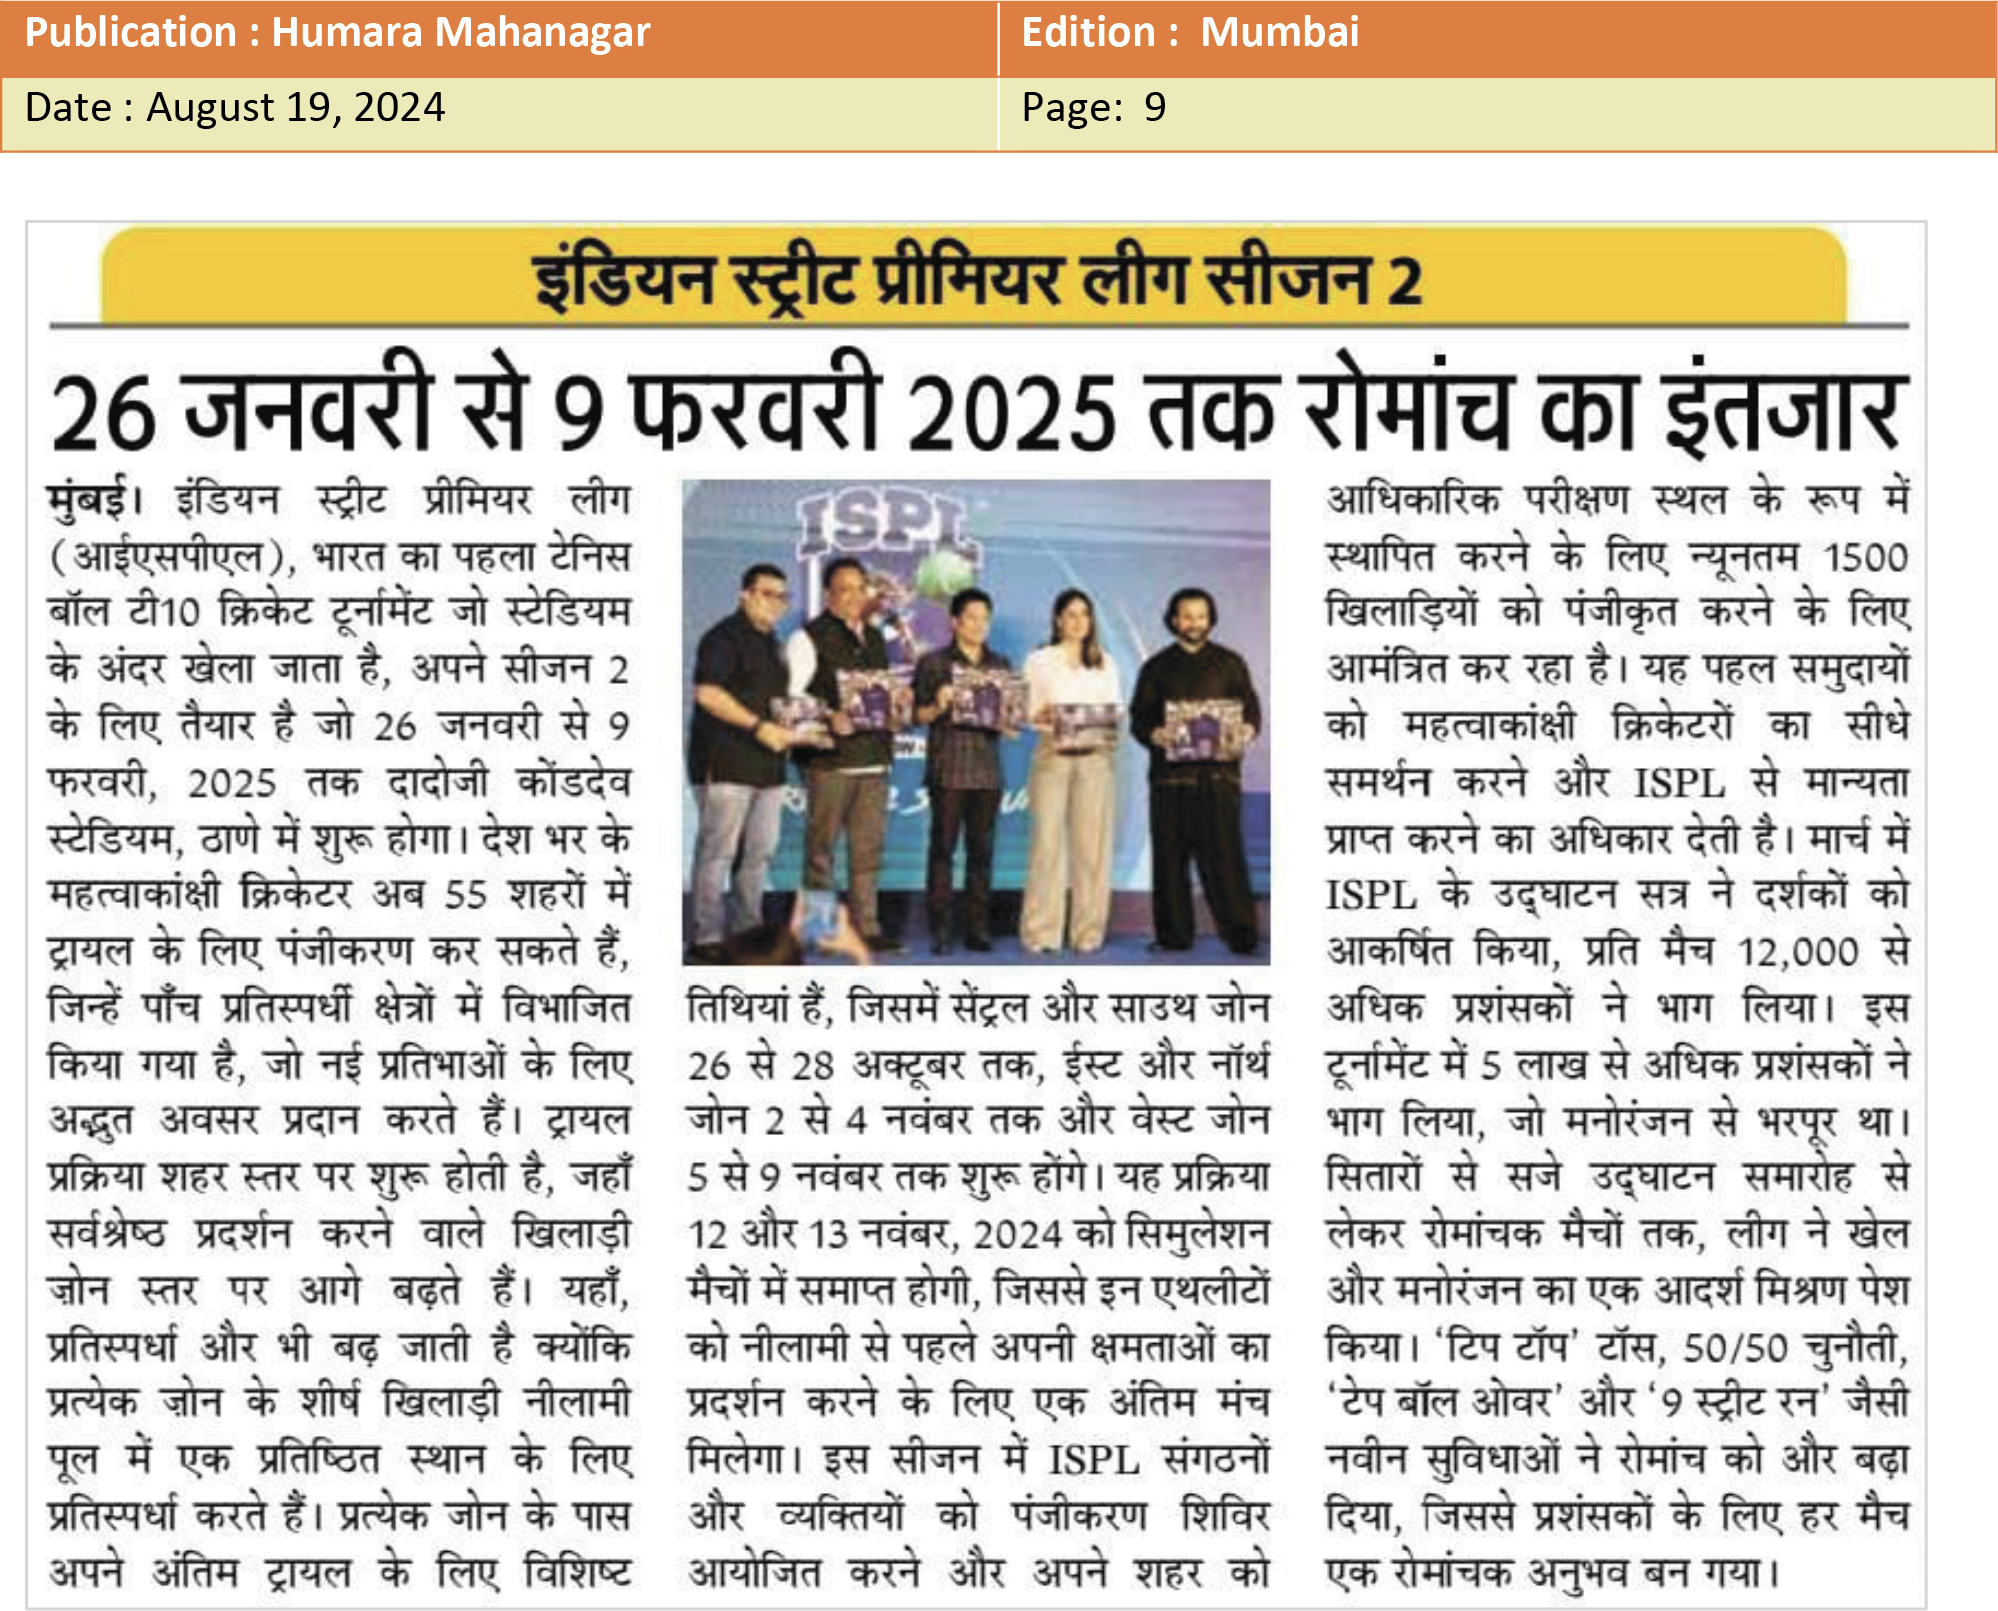 Publication : Humara Mahanagar
Edition : Mumbai
Date : August 19, 2024
Page: 9
इंडियन स्ट्रीट प्रीमियर लीग सीजन 2
26 जनवरी से 9 फरवरी 2025 तक रोमांच का इंतजार
मुंबई। इंडियन स्ट्रीट प्रीमियर लीग
(आईएसपीएल), भारत का पहला टेनिस
बॉल टी10 क्रिकेट टूर्नामेंट जो स्टेडियम
के अंदर खेला जाता है, अपने सीजन 2
के लिए तैयार है जो 26 जनवरी से 9
फरवरी, 2025 तक दादोजी कोंडदेव
स्टेडियम, ठाणे में शुरू होगा। देश भर के
महत्वाकांक्षी क्रिकेटर अब 55 शहरों में
ट्रायल के लिए पंजीकरण कर सकते हैं,
जिन्हें पाँच प्रतिस्पर्धी क्षेत्रों में विभाजित
किया गया है, जो नई प्रतिभाओं के लिए
अद्भुत अवसर प्रदान करते हैं। ट्रायल
प्रक्रिया शहर स्तर पर शुरू होती है, जहाँ
सर्वश्रेष्ठ प्रदर्शन करने वाले खिलाड़ी
ज़ोन स्तर पर आगे बढ़ते हैं। यहाँ,
प्रतिस्पर्धा और भी बढ़ जाती है क्योंकि
प्रत्येक ज़ोन के शीर्ष खिलाड़ी नीलामी
पूल में एक प्रतिष्ठित स्थान के लिए
प्रतिस्पर्धा करते हैं। प्रत्येक जोन के पास
अपने अंतिम ट्रायल के लिए विशिष्ट
ISPL
तिथियां हैं, जिसमें सेंट्रल और साउथ जोन
26 से 28 अक्टूबर तक, ईस्ट और नॉर्थ
जोन 2 से 4 नवंबर तक और वेस्ट जोन
5 से 9 नवंबर तक शुरू होंगे। यह प्रक्रिया
12 और 13 नवंबर, 2024 को सिमुलेशन
मैचों में समाप्त होगी, जिससे इन एथलीटों
को नीलामी से पहले अपनी क्षमताओं का
प्रदर्शन करने के लिए एक अंतिम मंच
मिलेगा। इस सीजन में ISPL संगठनों
और व्यक्तियों को पंजीकरण शिविर
आयोजित करने और अपने शहर को
आधिकारिक परीक्षण स्थल के रूप में
स्थापित करने के लिए न्यूनतम 1500
खिलाड़ियों को पंजीकृत करने के लिए
आमंत्रित कर रहा है। यह पहल समुदायों
को महत्वाकांक्षी क्रिकेटरों का सीधे
समर्थन करने और ISPL से मान्यता
प्राप्त करने का अधिकार देती है। मार्च में
ISPL के उद्घाटन सत्र ने दर्शकों को
आकर्षित किया, प्रति मैच 12,000 से
अधिक प्रशंसकों ने भाग लिया। इस
टूर्नामेंट में 5 लाख से अधिक प्रशंसकों ने
भाग लिया, जो मनोरंजन से भरपूर था।
सितारों से सजे उद्घाटन समारोह से
लेकर रोमांचक मैचों तक, लीग ने खेल
और मनोरंजन का एक आदर्श मिश्रण पेश
किया। ‘टिप टॉप’ टॉस, 50/50 चुनौती,
‘टेप बॉल ओवर’ और ‘9 स्ट्रीट रन’ जैसी
नवीन सुविधाओं ने रोमांच को और बढ़ा
दिया, जिससे प्रशंसकों के लिए हर मैच
एक रोमांचक अनुभव बन गया।